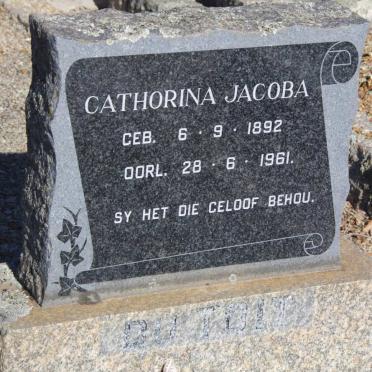 CATHORINA JACOBA
GEB. 6 · 9 · 1892
OORL. 28 · 6 · 1961.
SY HET DIE GELOOF BEHOU.
DU TOIT